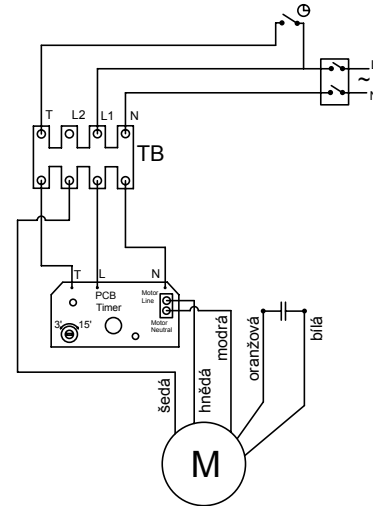 L
~
N
T L2 L1 N
TB
T L N
PCB
Timer
Motor
Line
3' 15'
Motor
Neutral
šedá
hnědá
modrá
oranžová
bílá
M